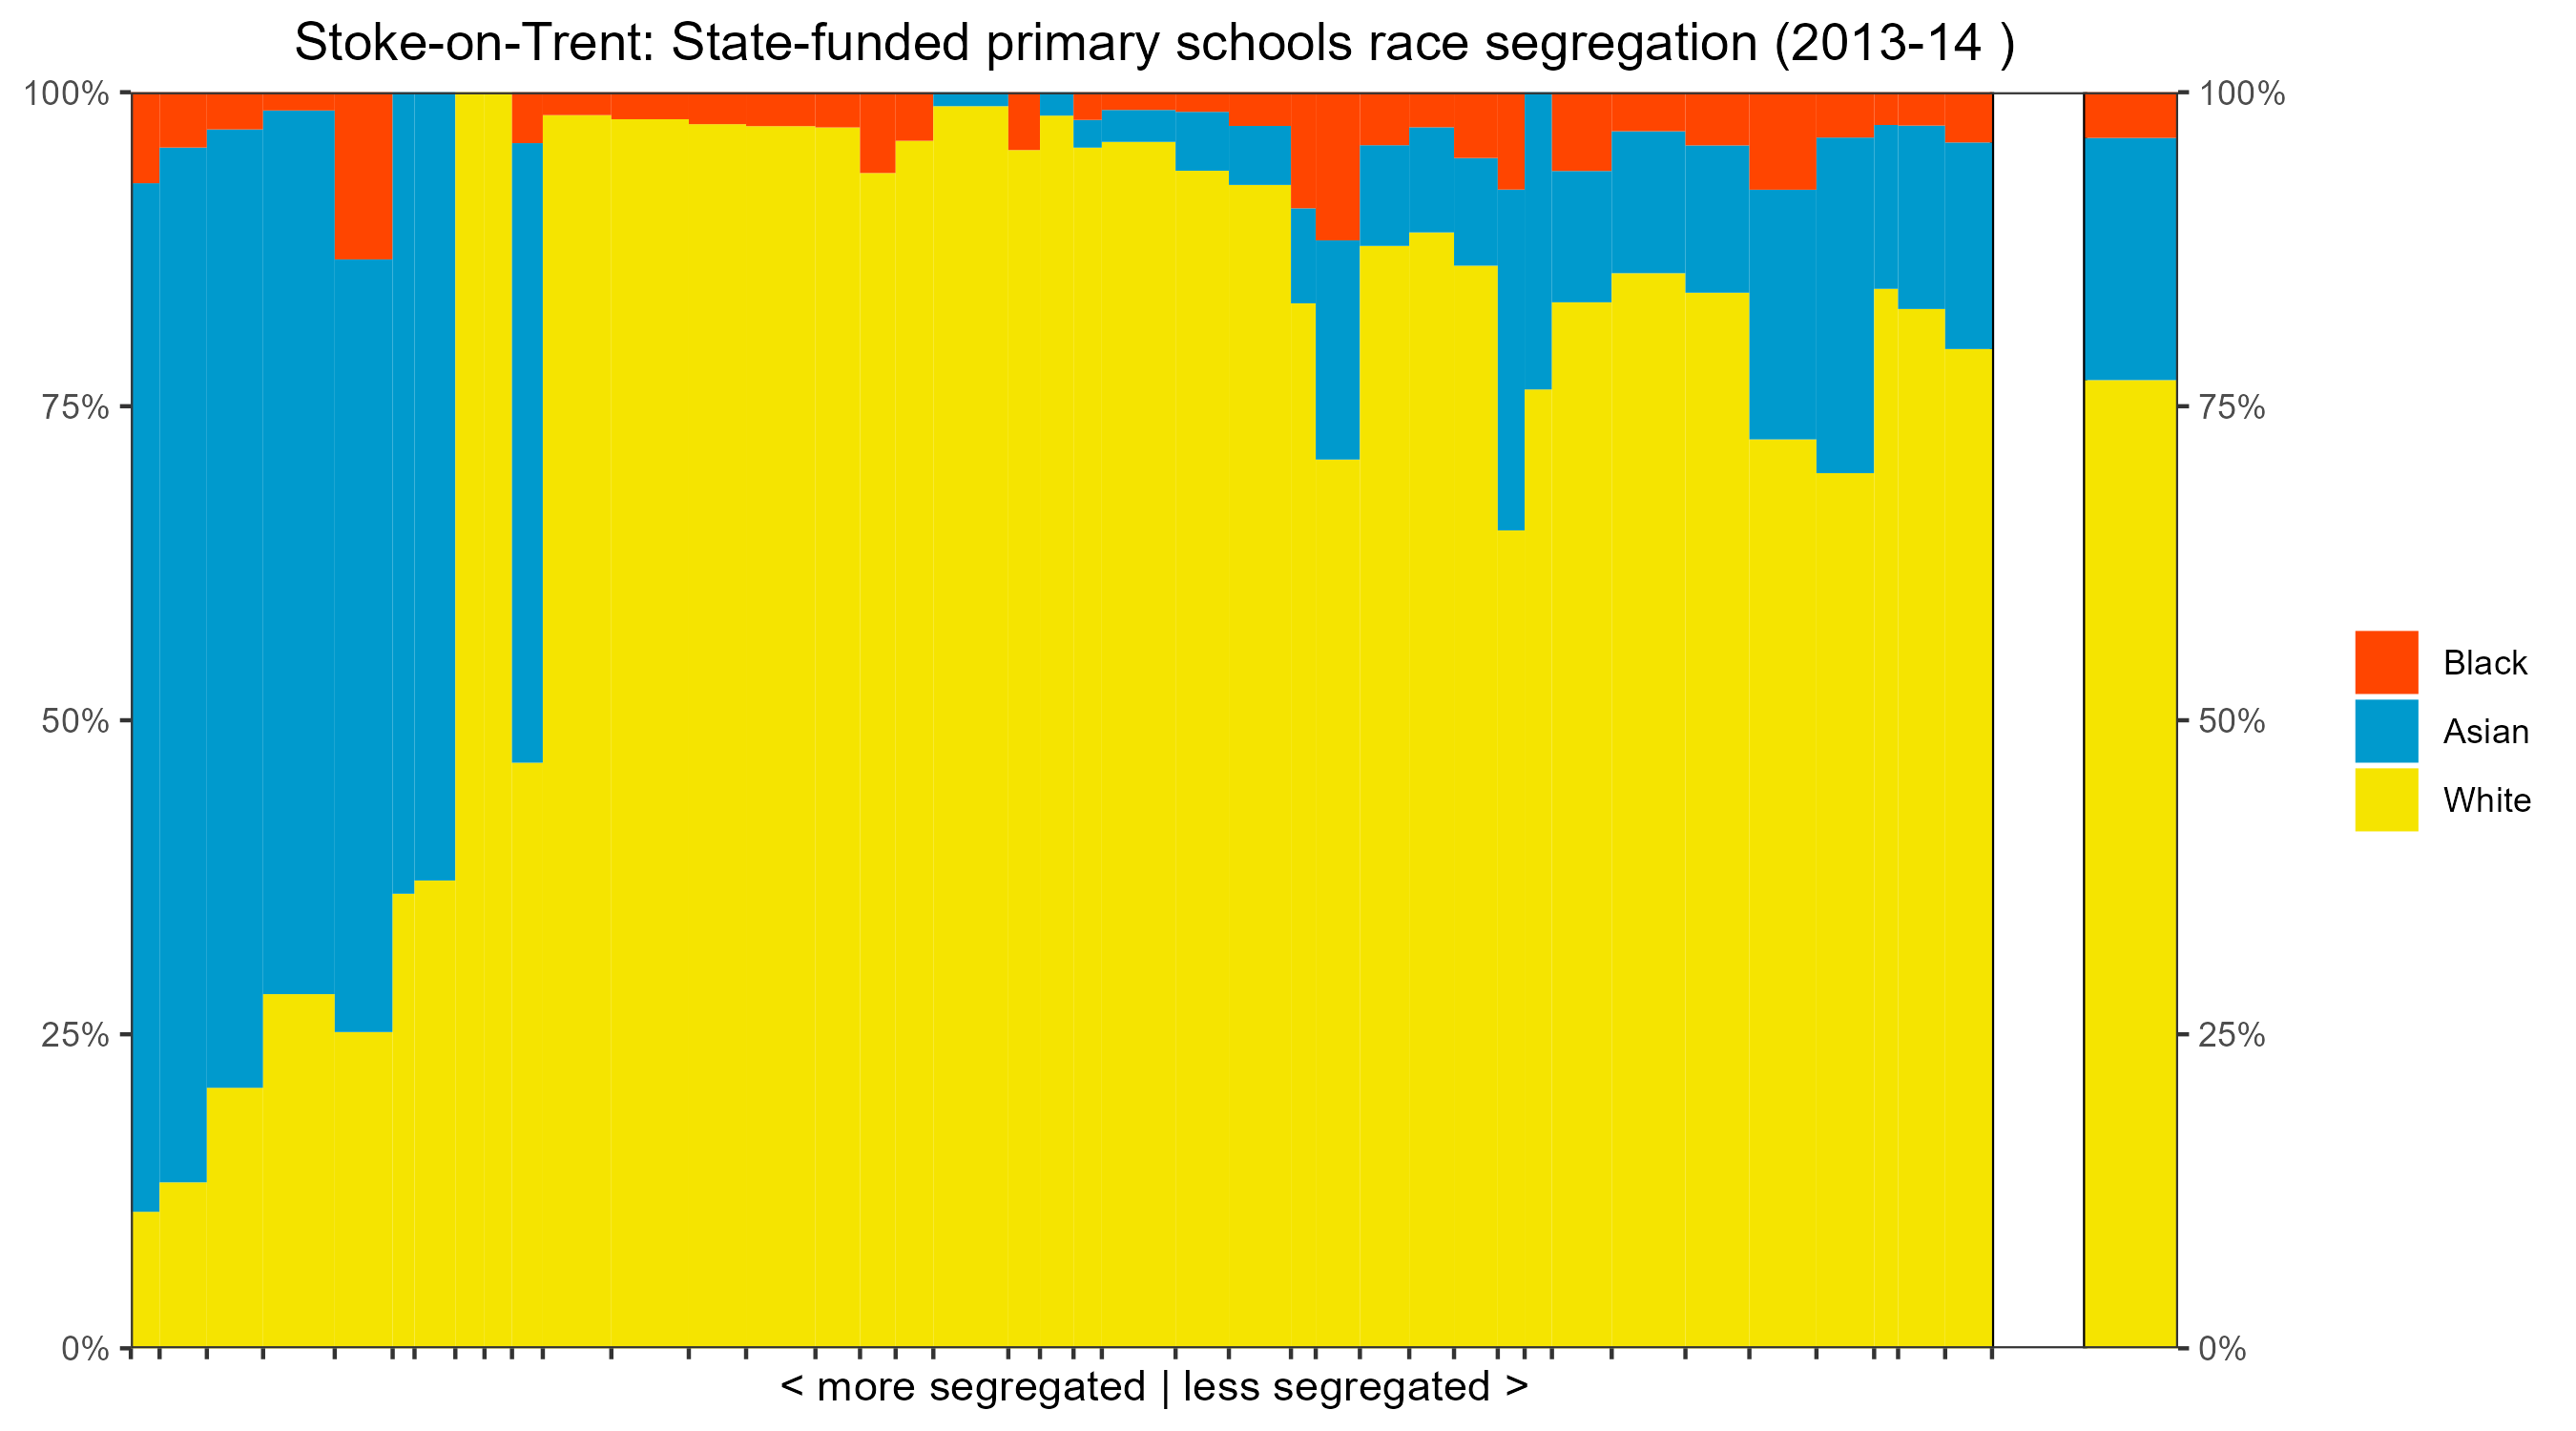 Stoke-on-Trent: State-funded primary schools race segregation (2013-14 )
100%
75%
50%
25%
0%
100%
75%
50%
25%
0%
Black
Asian
White
< more segregated | less segregated >